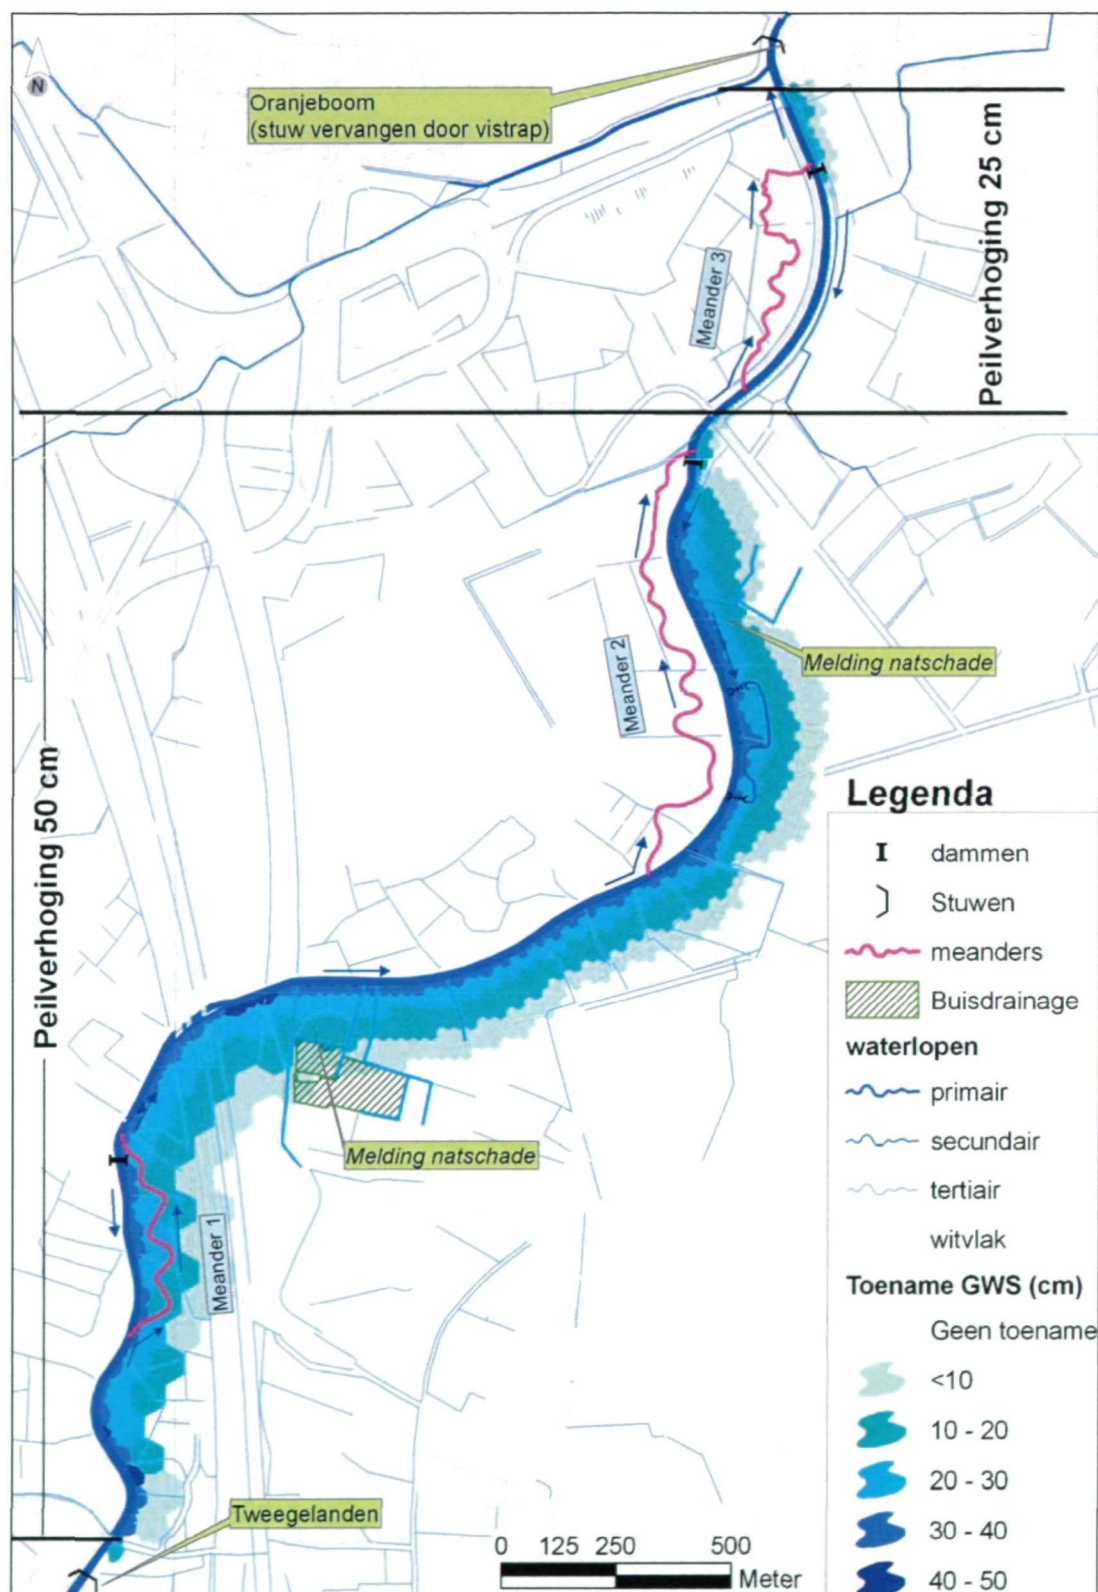 N
Oranjeboom
(stuw vervangen door vistrap)
Peilverhoging 25 cm
Meander 3
Meander 2
Melding natschade
Peilverhoging 50 cm
Melding natschade
Meander 1
Tweegelanden
0 125 250 500
Meter
Legenda
dammen
Stuwen
meanders
Buisdrainage
waterlopen
primair
secundair
tertiair
witvlak
Toename GWS (cm)
Geen toename
<10
10 - 20
20 - 30
30 - 40
40 - 50